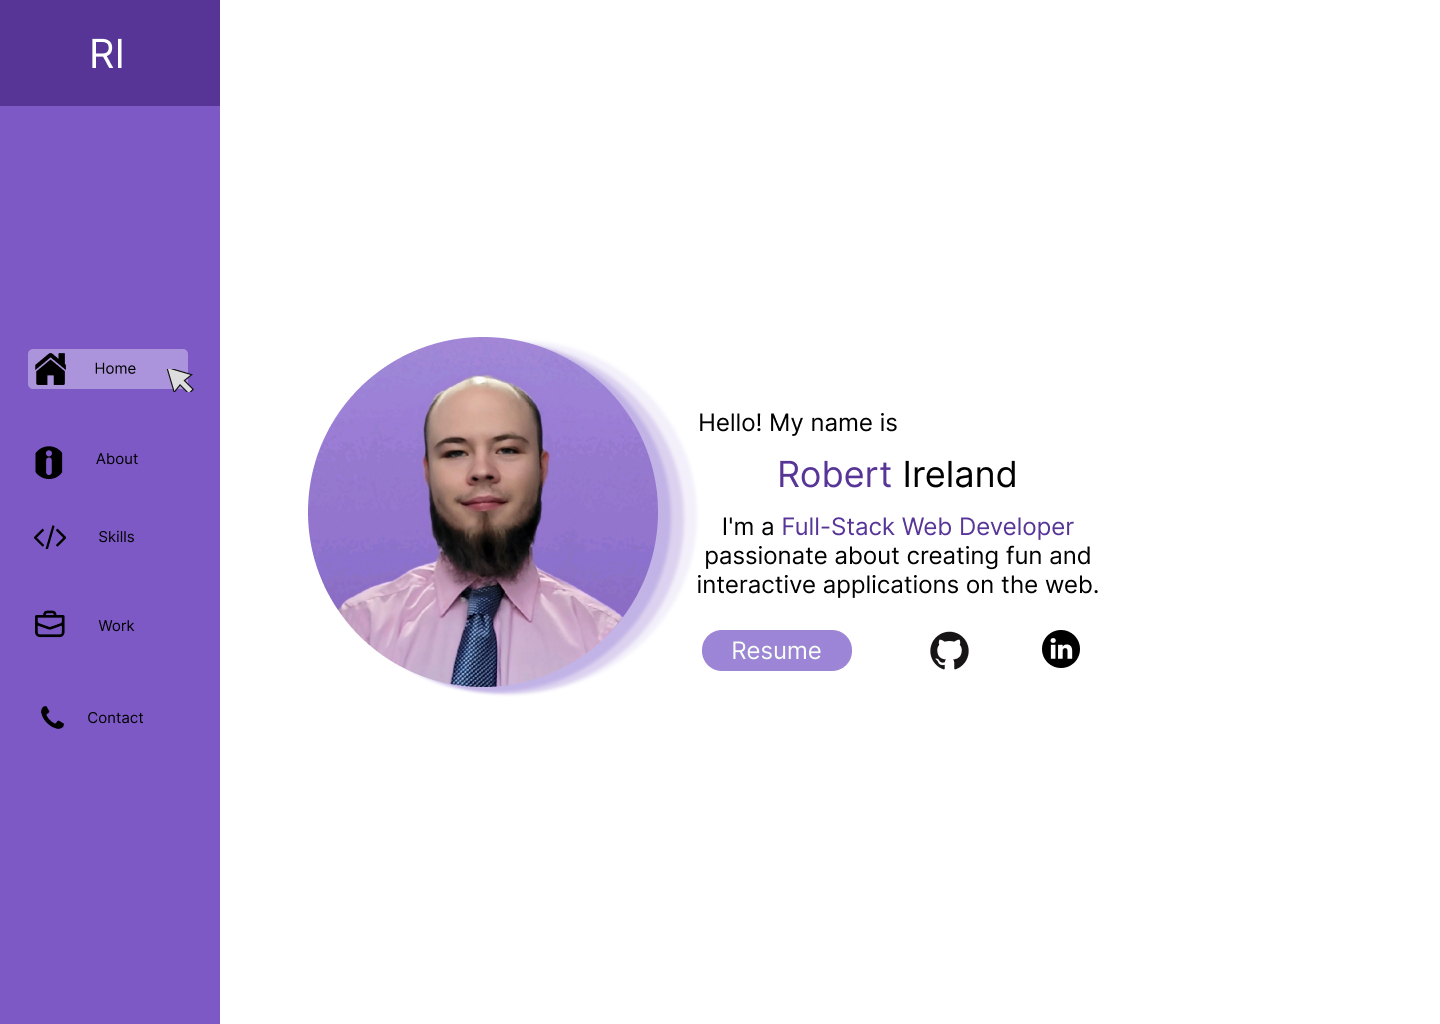 RI
Home
About
Skills
Work
Contact
Hello! My name is
Robert Ireland
I'm a Full-Stack Web Developer
passionate about creating fun and
interactive applications on the web.
Resume
in